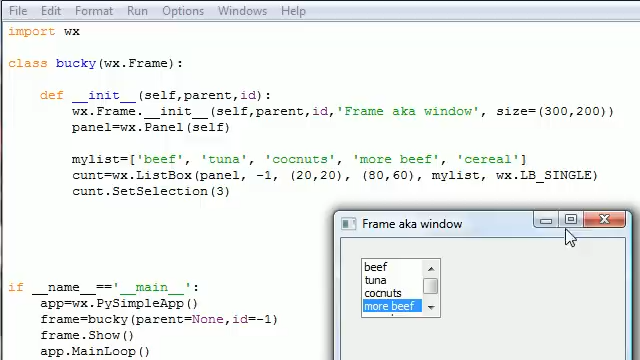 File Edit Format Run Options Windows Help
import wx
class bucky(wx.Frame):
def __init__(self,parent,id):
wx.Frame.__init__(self,parent,id,'Frame aka window', size=(300,200))
panel=wx.Panel(self)
mylist=['beef', 'tuna', 'cocnuts', 'more beef', 'cereal']
cunt=wx.ListBox(panel, -1, (20,20), (80,60), mylist, wx.LB_SINGLE)
cunt.SetSelection(3)
Frame aka window
beef
tuna
cocnuts
more beef
if __name__=='__main__':
app=wx.PySimpleApp()
frame=bucky(parent=None,id=-1)
frame.Show()
app.MainLoop()